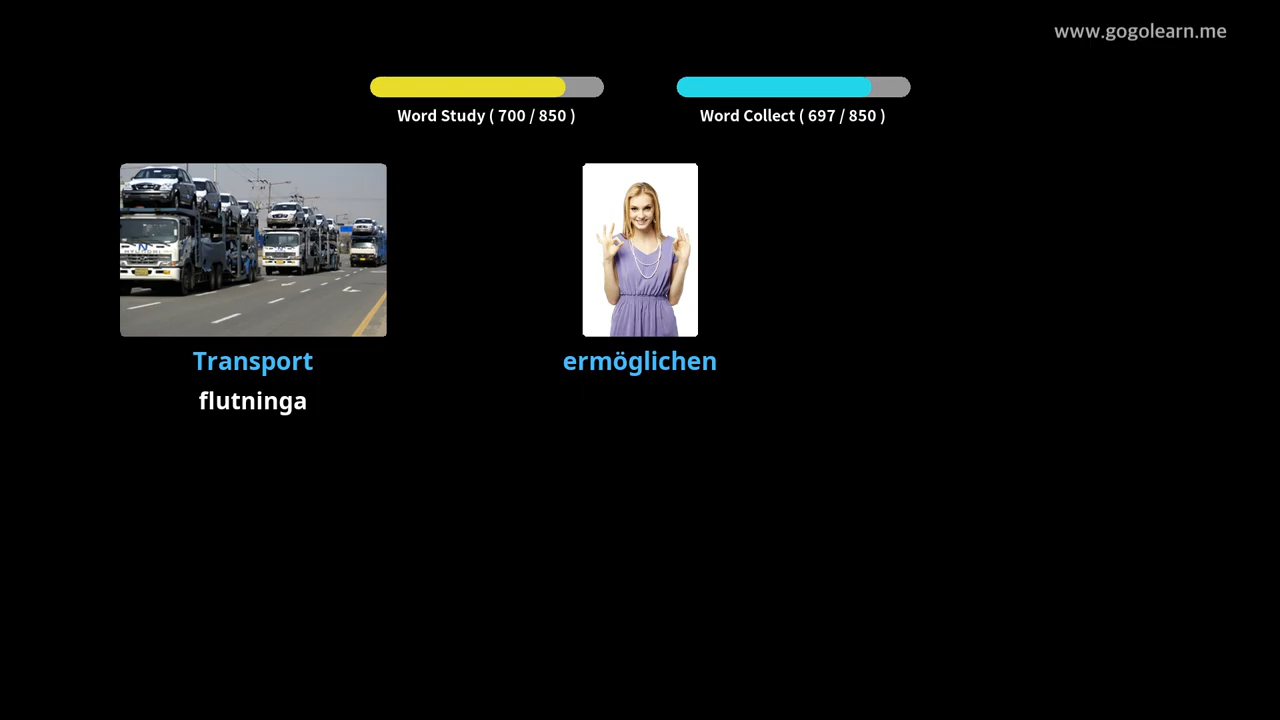 www.gogolearn.me
Word Study ( 700 / 850 )
Word Collect ( 697 / 850 )
Transport
ermöglichen
flutninga